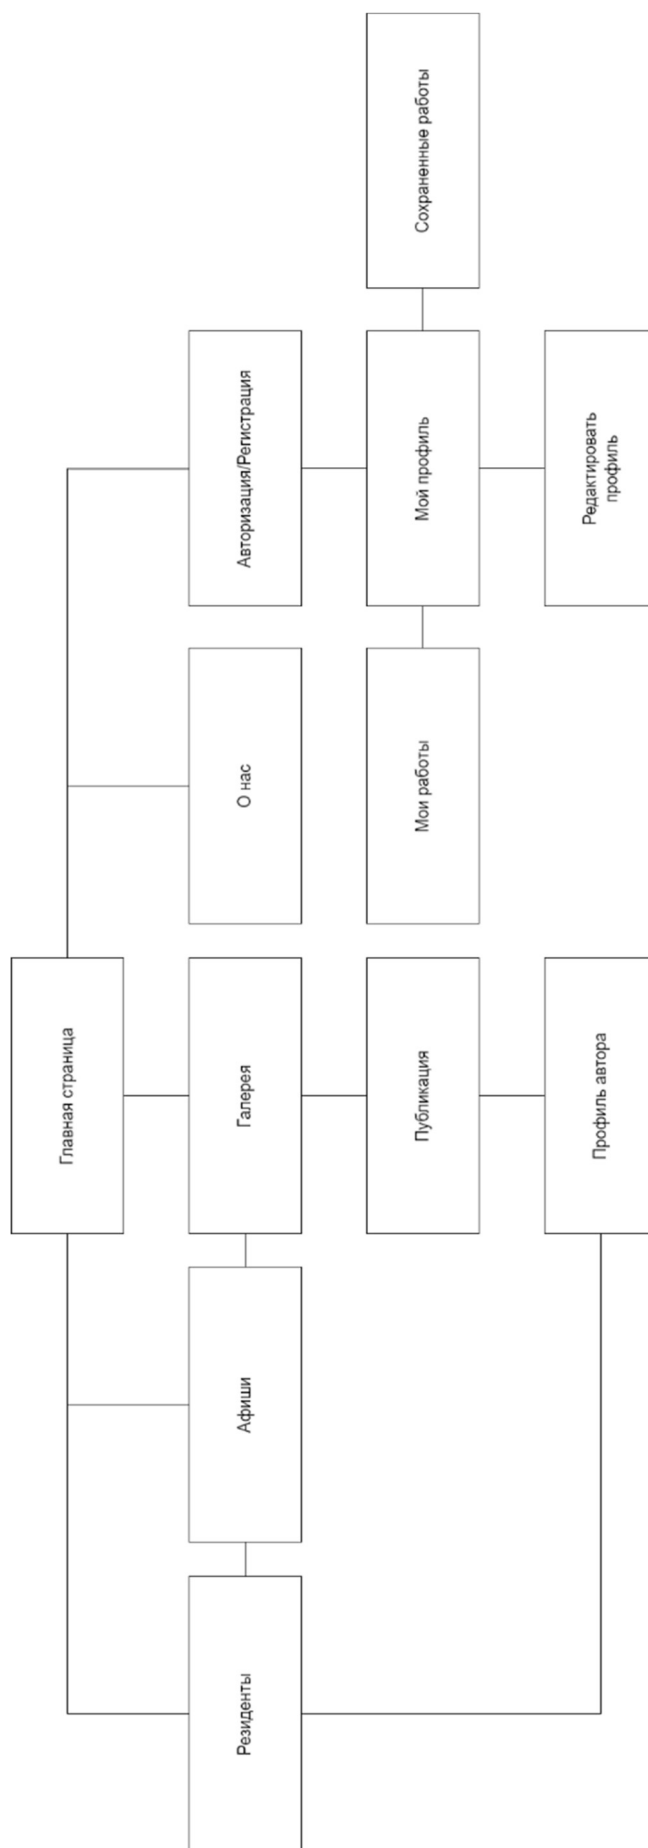 Главная страница
Резиденты
Афиши
Галерея
О нас
Авторизация/Регистрация
Публикация
Мои работы
Мой профиль
Сохраненные работы
Профиль автора
Редактировать
профиль